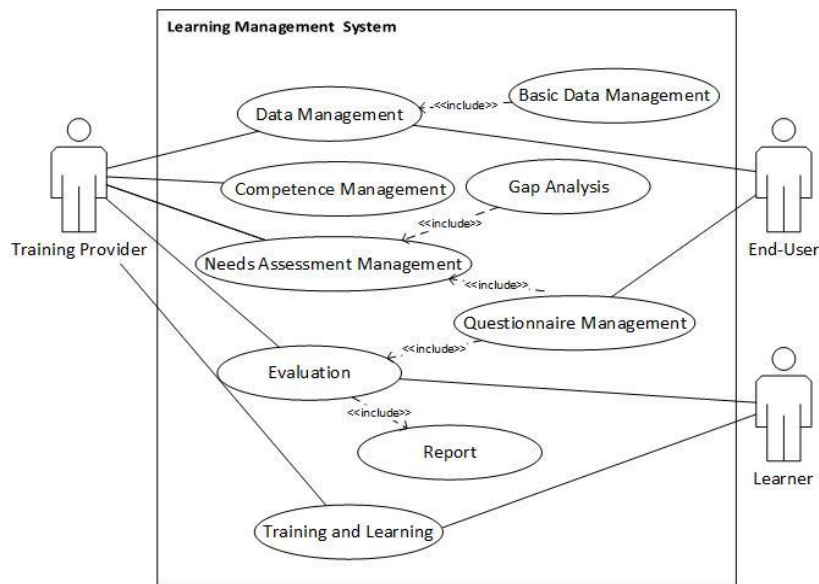 Learning Management System
Basic Data Management
<<include>>
Data Management
Gap Analysis
Competence Management
<<include>>
Training Provider
End-User
Needs Assessment Management
<<include>>
Questionnaire Management
<<include>>
Evaluation
<<include>>
Report
Learner
Training and Learning